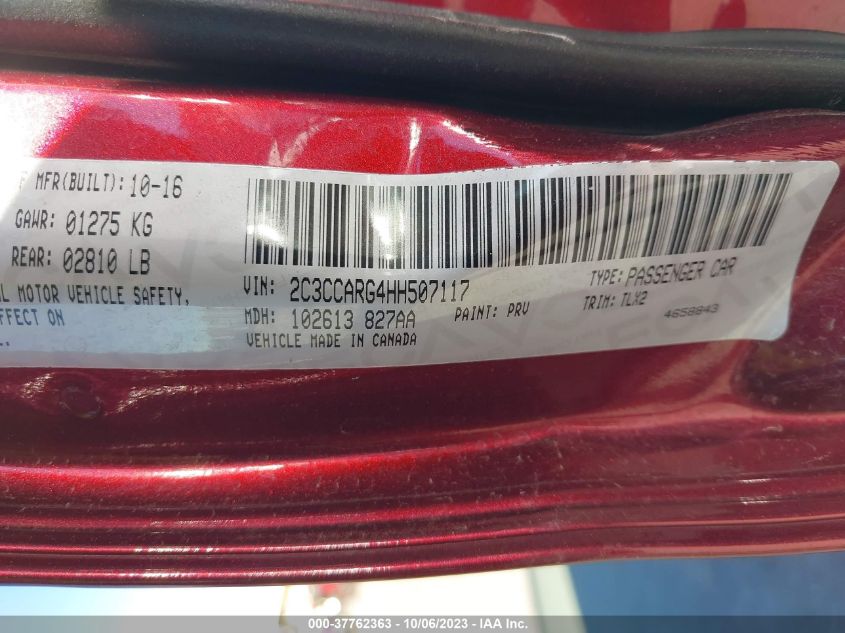 F MFR(BUILT): 10-16
GAWR: 01275 KG
REAR: 02810 LB
L MOTOR VEHICLE SAFETY,
FFECT ON
VIN: 2C3CCARG4HH507117
TYPE: PASSENGER CAR
MDH: 102613 827AA
PAINT: PRV
TRIM: TLX2
4658843
VEHICLE MADE IN CANADA
000-37762363 - 10/06/2023 - IAA Inc.